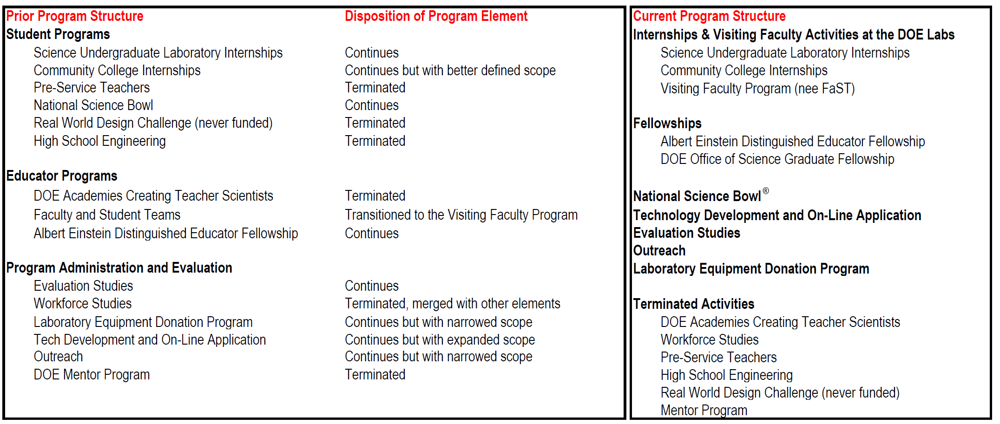 Prior Program Structure Disposition of Program Element
Student Programs
Science Undergraduate Laboratory Internships Continues
Community College Internships Continues but with better defined scope
Pre-Service Teachers Terminated
National Science Bowl Continues
Real World Design Challenge (never funded) Terminated
High School Engineering Terminated
Educator Programs
DOE Academies Creating Teacher Scientists Terminated
Faculty and Student Teams Transitioned to the Visiting Faculty Program
Albert Einstein Distinguished Educator Fellowship Continues
Program Administration and Evaluation
Evaluation Studies Continues
Workforce Studies Terminated, merged with other elements
Laboratory Equipment Donation Program Continues but with narrowed scope
Tech Development and On-Line Application Continues but with expanded scope
Outreach Continues but with narrowed scope
DOE Mentor Program Terminated
Current Program Structure
Internships & Visiting Faculty Activities at the DOE Labs
Science Undergraduate Laboratory Internships
Community College Internships
Visiting Faculty Program (nee FaST)
Fellowships
Albert Einstein Distinguished Educator Fellowship
DOE Office of Science Graduate Fellowship
National Science Bowl®
Technology Development and On-Line Application
Evaluation Studies
Outreach
Laboratory Equipment Donation Program
Terminated Activities
DOE Academies Creating Teacher Scientists
Workforce Studies
Pre-Service Teachers
High School Engineering
Real World Design Challenge (never funded)
Mentor Program